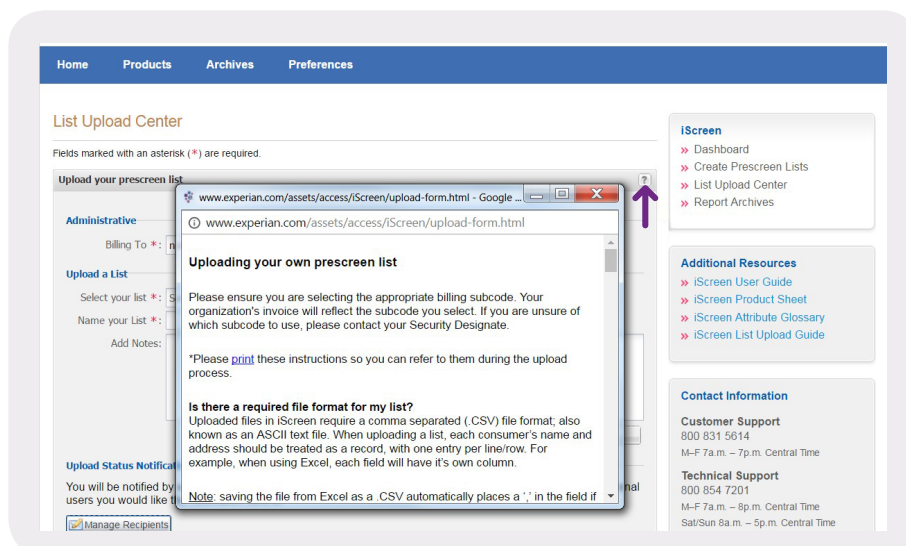 Home Products Archives Preferences
List Upload Center
Fields marked with an asterisk (*) are required.
Upload your prescreen list
?
Administrative
Billing To *:
Upload a List
Select your list *:
Name your List *:
Add Notes:
Upload Status
You will be notified by
users you would like
Manage Recipients
www.experian.com/assets/access/iScreen/upload-form.html - Google ...
www.experian.com/assets/access/iScreen/upload-form.html
Uploading your own prescreen list
Please ensure you are selecting the appropriate billing subcode. Your
organization's invoice will reflect the subcode you select. If you are unsure of
which subcode to use, please contact your Security Designate.
*Please print these instructions so you can refer to them during the upload
process.
Is there a required file format for my list?
Uploaded files in iScreen require a comma separated (.CSV) file format; also
known as an ASCII text file. When uploading a list, each consumer's name and
address should be treated as a record, with one entry per line/row. For
example, when using Excel, each field will have it's own column.
Note: saving the file from Excel as a .CSV automatically places a ',' in the field if
iScreen
» Dashboard
» Create Prescreen Lists
» List Upload Center
» Report Archives
Additional Resources
» iScreen User Guide
» iScreen Product Sheet
» iScreen Attribute Glossary
» iScreen List Upload Guide
Contact Information
Customer Support
800 831 5614
M–F 7a.m. – 7p.m. Central Time
Technical Support
800 854 7201
M–F 7a.m. – 8p.m. Central Time
Sat/Sun 8a.m. – 5p.m. Central Time